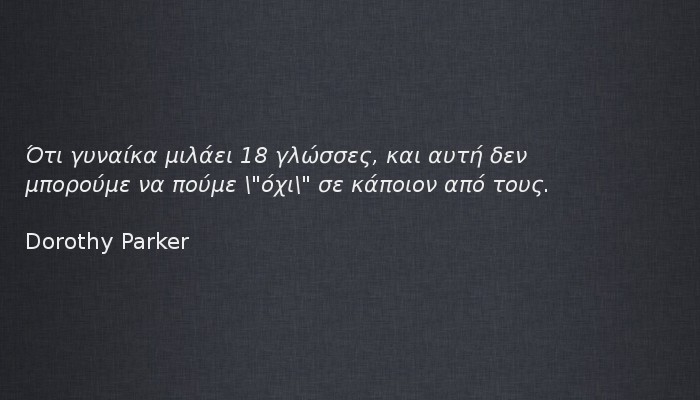 Ότι γυναίκα μιλάει 18 γλώσσες, και αυτή δεν
μπορούμε να πούμε \"όχι\" σε κάποιον από τους.
Dorothy Parker